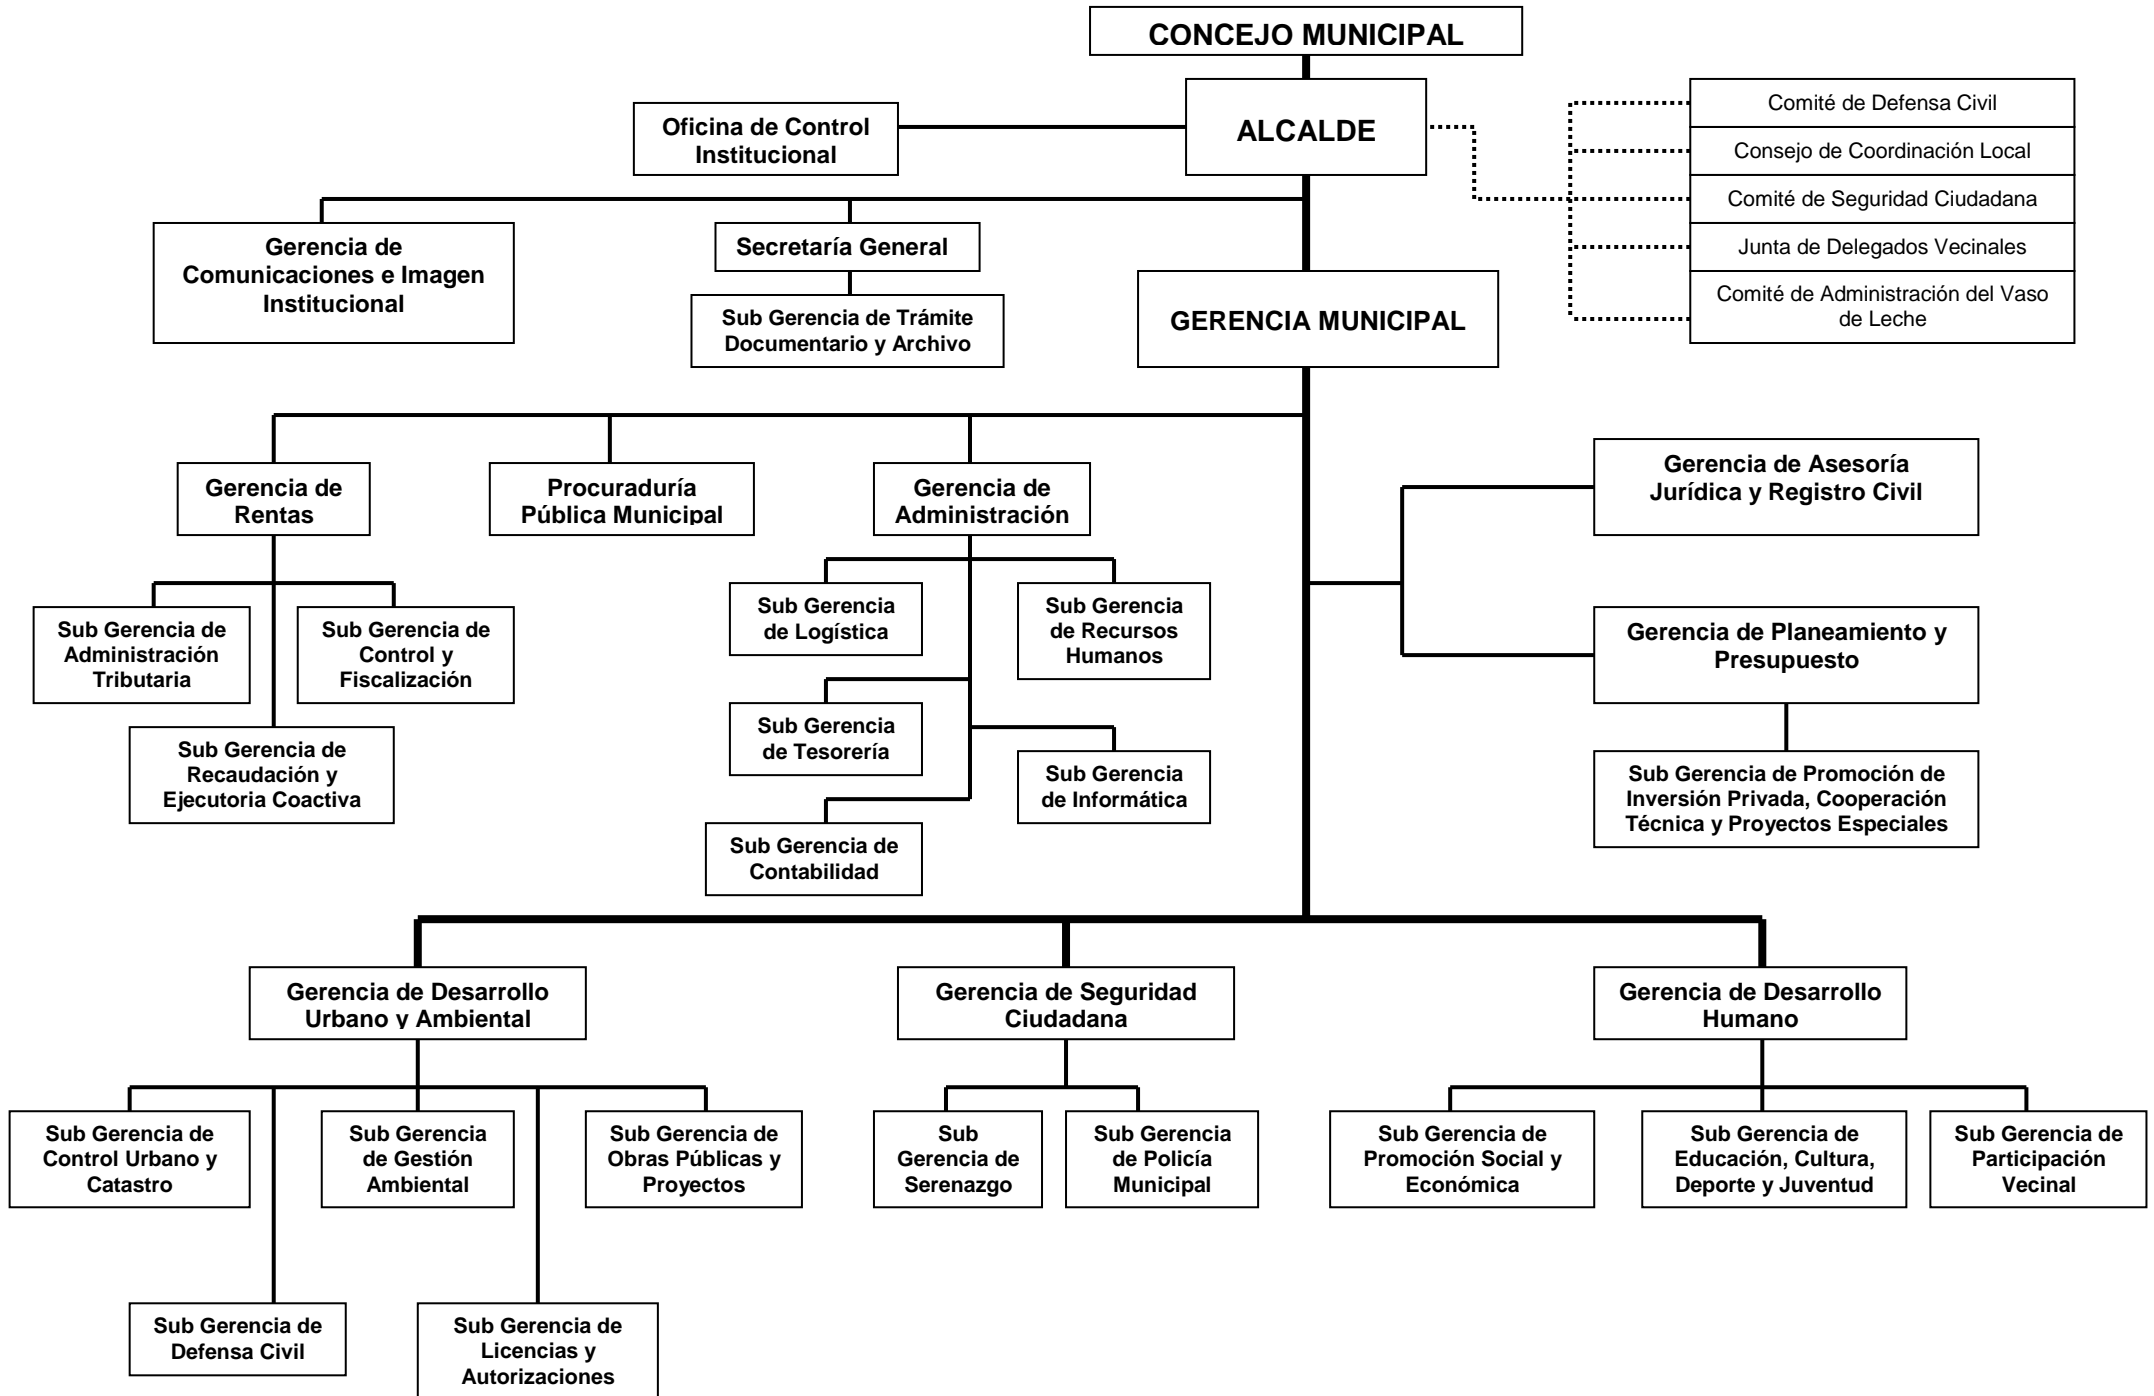 CONCEJO MUNICIPAL
ALCALDE
Oficina de Control
Institucional
Comité de Defensa Civil
Consejo de Coordinación Local
Comité de Seguridad Ciudadana
Junta de Delegados Vecinales
Comité de Administración del Vaso
de Leche
Gerencia de
Comunicaciones e Imagen
Institucional
Secretaría General
Sub Gerencia de Trámite
Documentario y Archivo
GERENCIA MUNICIPAL
Gerencia de
Rentas
Procuraduría
Pública Municipal
Gerencia de
Administración
Gerencia de Asesoría
Jurídica y Registro Civil
Sub Gerencia de
Administración
Tributaria
Sub Gerencia de
Control y
Fiscalización
Sub Gerencia de
Recaudación y
Ejecutoria Coactiva
Sub Gerencia
de Logística
Sub Gerencia
de Recursos
Humanos
Sub Gerencia
de Tesorería
Sub Gerencia
de Informática
Sub Gerencia de
Contabilidad
Gerencia de Planeamiento y
Presupuesto
Sub Gerencia de Promoción de
Inversión Privada, Cooperación
Técnica y Proyectos Especiales
Gerencia de Desarrollo
Urbano y Ambiental
Gerencia de Seguridad
Ciudadana
Gerencia de Desarrollo
Humano
Sub Gerencia de
Control Urbano y
Catastro
Sub Gerencia
de Gestión
Ambiental
Sub Gerencia de
Obras Públicas y
Proyectos
Sub
Gerencia de
Serenazgo
Sub Gerencia
de Policía
Municipal
Sub Gerencia de
Promoción Social y
Económica
Sub Gerencia de
Educación, Cultura,
Deporte y Juventud
Sub Gerencia de
Participación
Vecinal
Sub Gerencia de
Defensa Civil
Sub Gerencia de
Licencias y
Autorizaciones